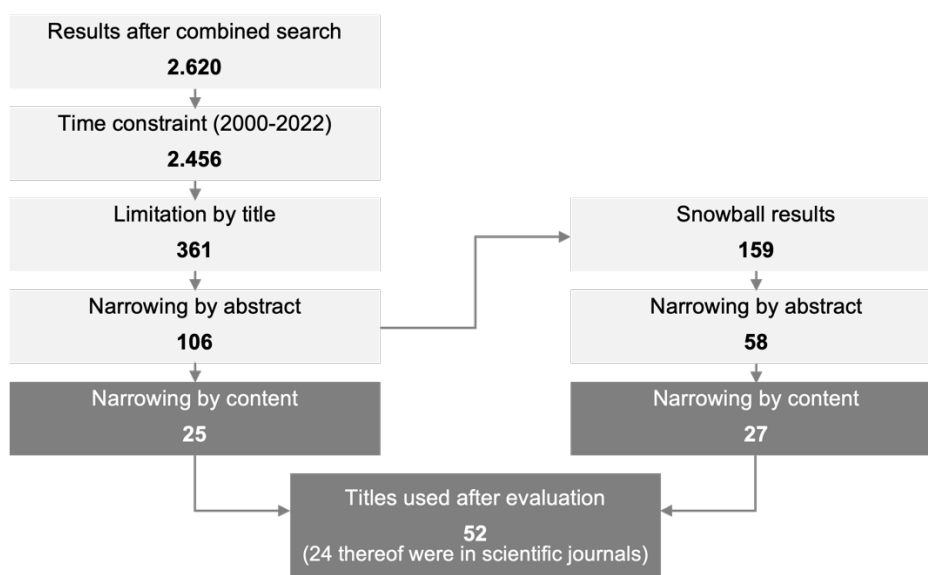 Results after combined search
2.620
Time constraint (2000-2022)
2.456
Limitation by title
361
Narrowing by abstract
106
Narrowing by content
25
Snowball results
159
Narrowing by abstract
58
Narrowing by content
27
Titles used after evaluation
52
(24 thereof were in scientific journals)